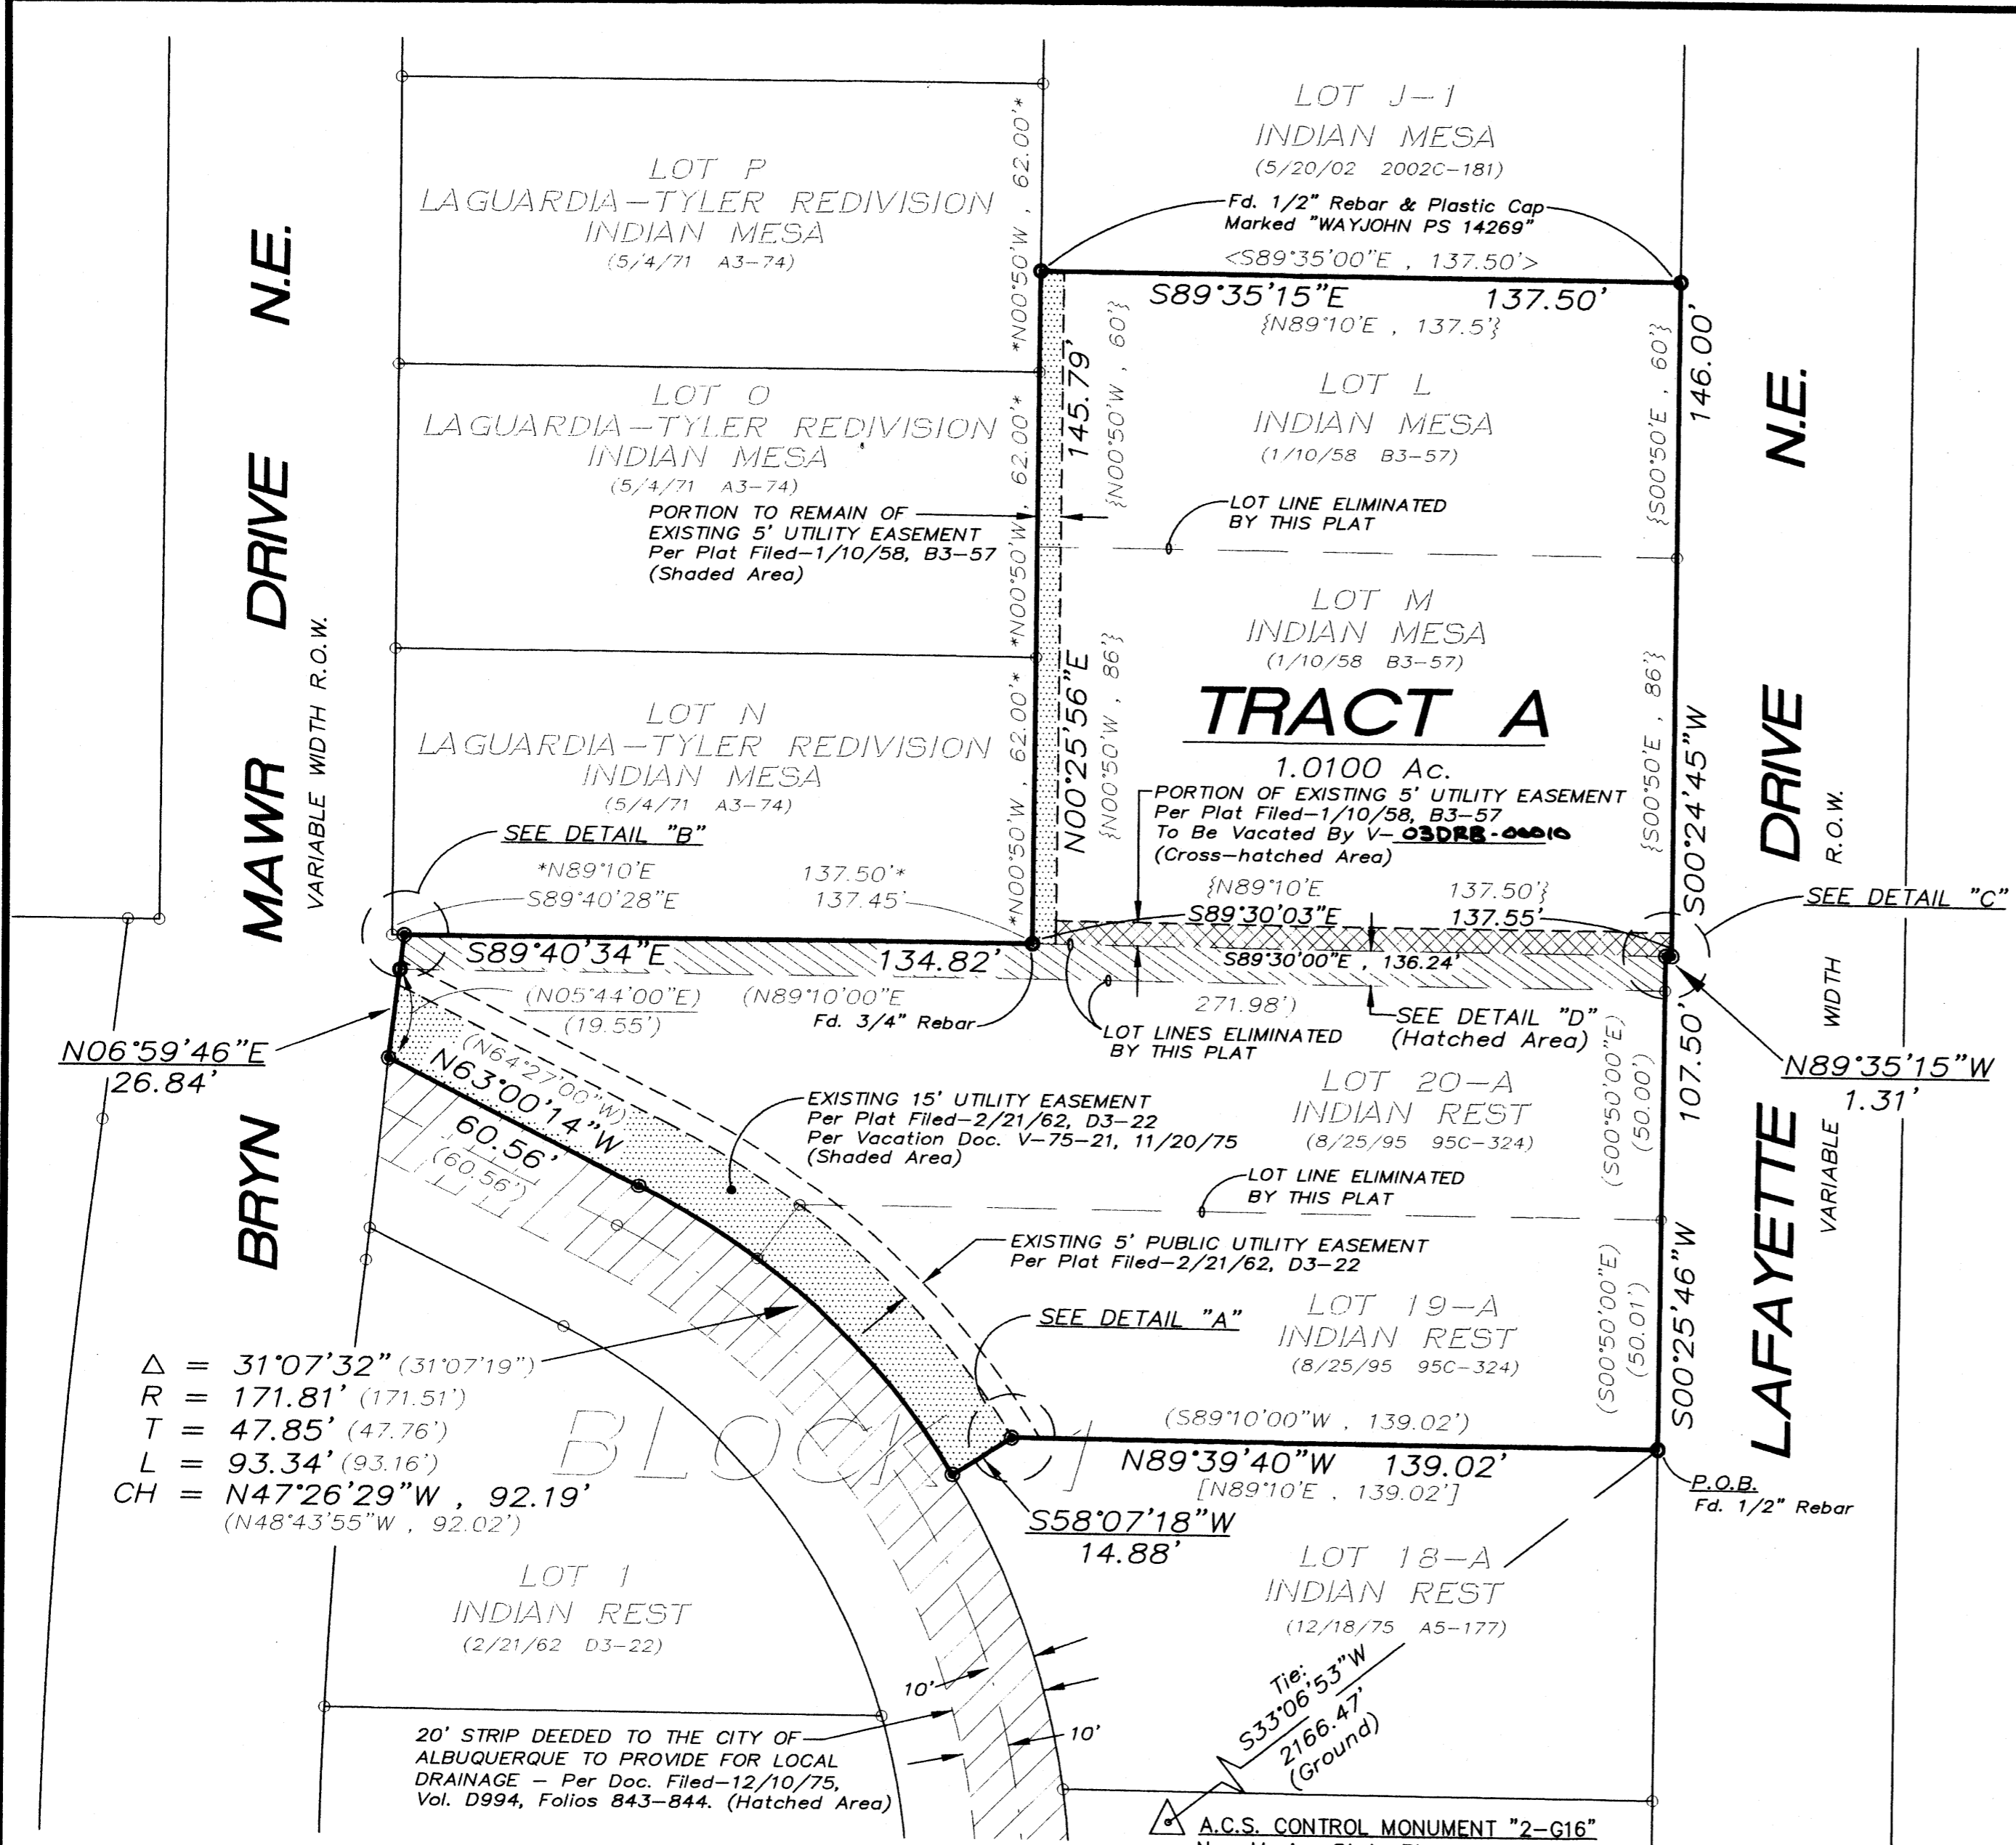 LOT J-1
INDIAN MESA
(5/20/02 2002C-181)
Fd. 1/2" Rebar & Plastic Cap
Marked "WAYJOHN PS 14269"
<S89°35'00"E , 137.50'>
S89°35'15"E 137.50'
{N89°10'E , 137.5'}
LOT P
LAGUARDIA-TYLER REDIVISION
INDIAN MESA
(5/4/71 A3-74)
*N00°50'W , 62.00'*
LOT O
LAGUARDIA-TYLER REDIVISION
INDIAN MESA
(5/4/71 A3-74)
*N00°50'W , 62.00'*
PORTION TO REMAIN OF
EXISTING 5' UTILITY EASEMENT
Per Plat Filed-1/10/58, B3-57
(Shaded Area)
LOT N
LAGUARDIA-TYLER REDIVISION
INDIAN MESA
(5/4/71 A3-74)
*N00°50'W , 62.00'*
N00°25'56"E 145.79'
{N00°50'W , 60'}
{N00°50'W , 86'}
LOT L
INDIAN MESA
(1/10/58 B3-57)
LOT LINE ELIMINATED
BY THIS PLAT
{S00°50'E , 60'}
146.00'
S00°24'45"W
{S00°50'E , 86'}
LOT M
INDIAN MESA
(1/10/58 B3-57)
TRACT A
1.0100 Ac.
PORTION OF EXISTING 5' UTILITY EASEMENT
Per Plat Filed-1/10/58, B3-57
To Be Vacated By V-03DRB-00010
(Cross-hatched Area)
{N89°10'E 137.50'}
S89°30'03"E 137.55'
S89°30'00"E , 136.24'
SEE DETAIL "B"
*N89°10'E 137.50'*
S89°40'28"E 137.45'
S89°40'34"E 134.82'
(N05°44'00"E)
(19.55')
(N89°10'00"E 271.98')
Fd. 3/4" Rebar
LOT LINES ELIMINATED
BY THIS PLAT
SEE DETAIL "D"
(Hatched Area)
SEE DETAIL "C"
N89°35'15"W
1.31'
BRYN MAWR DRIVE N.E.
VARIABLE WIDTH R.O.W.
LAFAYETTE DRIVE N.E.
VARIABLE WIDTH R.O.W.
N06°59'46"E
26.84'
(N64°27'00"W)
N63°00'14"W
60.56'
(60.56')
EXISTING 15' UTILITY EASEMENT
Per Plat Filed-2/21/62, D3-22
Per Vacation Doc. V-75-21, 11/20/75
(Shaded Area)
LOT 20-A
INDIAN REST
(8/25/95 95C-324)
(S00°50'00"E)
(50.00')
107.50'
S00°25'46"W
LOT LINE ELIMINATED
BY THIS PLAT
EXISTING 5' PUBLIC UTILITY EASEMENT
Per Plat Filed-2/21/62, D3-22
SEE DETAIL "A"
LOT 19-A
INDIAN REST
(8/25/95 95C-324)
(S00°50'00"E)
(50.01')
Δ = 31°07'32" (31°07'19")
R = 171.81' (171.51')
T = 47.85' (47.76')
L = 93.34' (93.16')
CH = N47°26'29"W , 92.19'
(N48°43'55"W , 92.02')
BLOCK 1
(S89°10'00"W , 139.02')
N89°39'40"W 139.02'
[N89°10'E , 139.02']
S58°07'18"W
14.88'
P.O.B.
Fd. 1/2" Rebar
LOT 1
INDIAN REST
(2/21/62 D3-22)
LOT 18-A
INDIAN REST
(12/18/75 A5-177)
10'
10'
20' STRIP DEEDED TO THE CITY OF
ALBUQUERQUE TO PROVIDE FOR LOCAL
DRAINAGE - Per Doc. Filed-12/10/75,
Vol. D994, Folios 843-844. (Hatched Area)
Tie:
S33°06'53"W
2166.47'
(Ground)
A.C.S. CONTROL MONUMENT "2-G16"